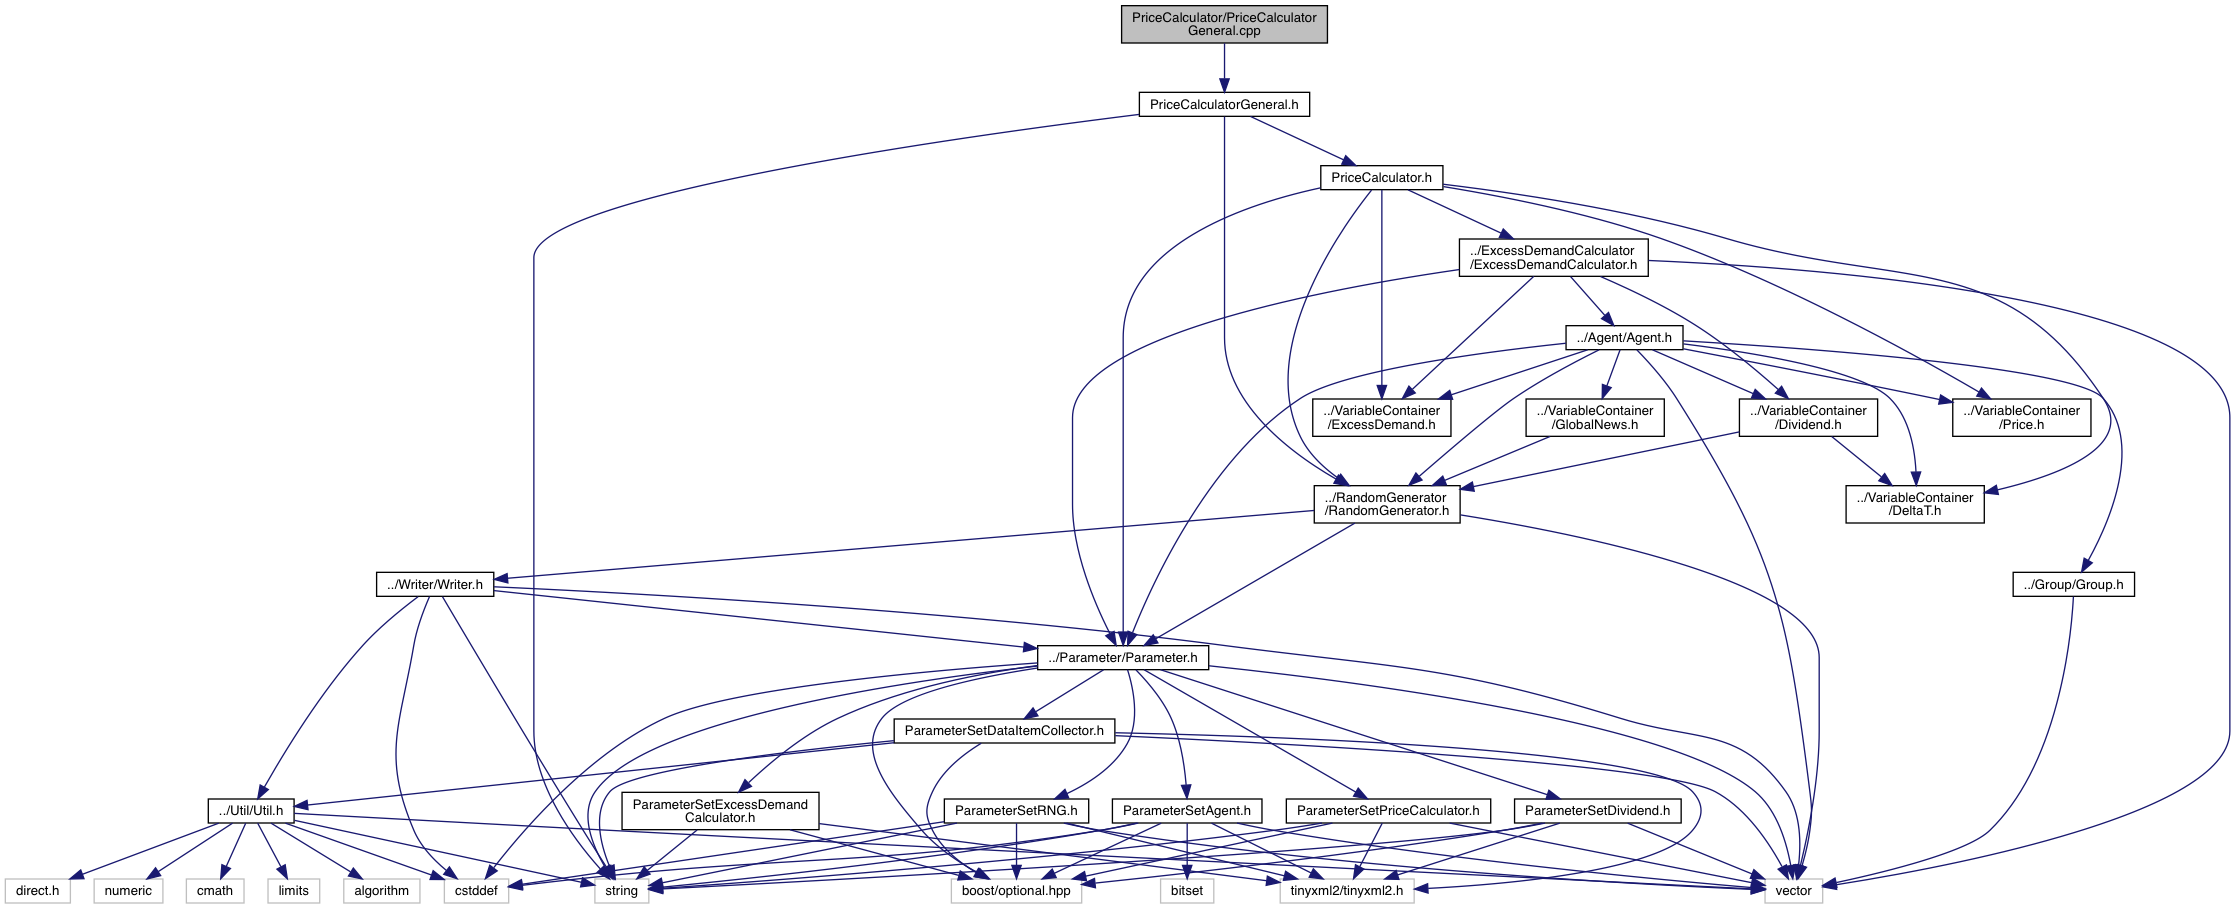 PriceCalculator/PriceCalculator
General.cpp
PriceCalculatorGeneral.h
PriceCalculator.h
../ExcessDemandCalculator
/ExcessDemandCalculator.h
../Agent/Agent.h
../VariableContainer
/ExcessDemand.h
../VariableContainer
/GlobalNews.h
../VariableContainer
/Dividend.h
../VariableContainer
/Price.h
../RandomGenerator
/RandomGenerator.h
../VariableContainer
/DeltaT.h
../Writer/Writer.h
../Group/Group.h
../Parameter/Parameter.h
ParameterSetDataItemCollector.h
../Util/Util.h
ParameterSetExcessDemand
Calculator.h
ParameterSetRNG.h
ParameterSetAgent.h
ParameterSetPriceCalculator.h
ParameterSetDividend.h
direct.h
numeric
cmath
limits
algorithm
cstddef
string
boost/optional.hpp
bitset
tinyxml2/tinyxml2.h
vector